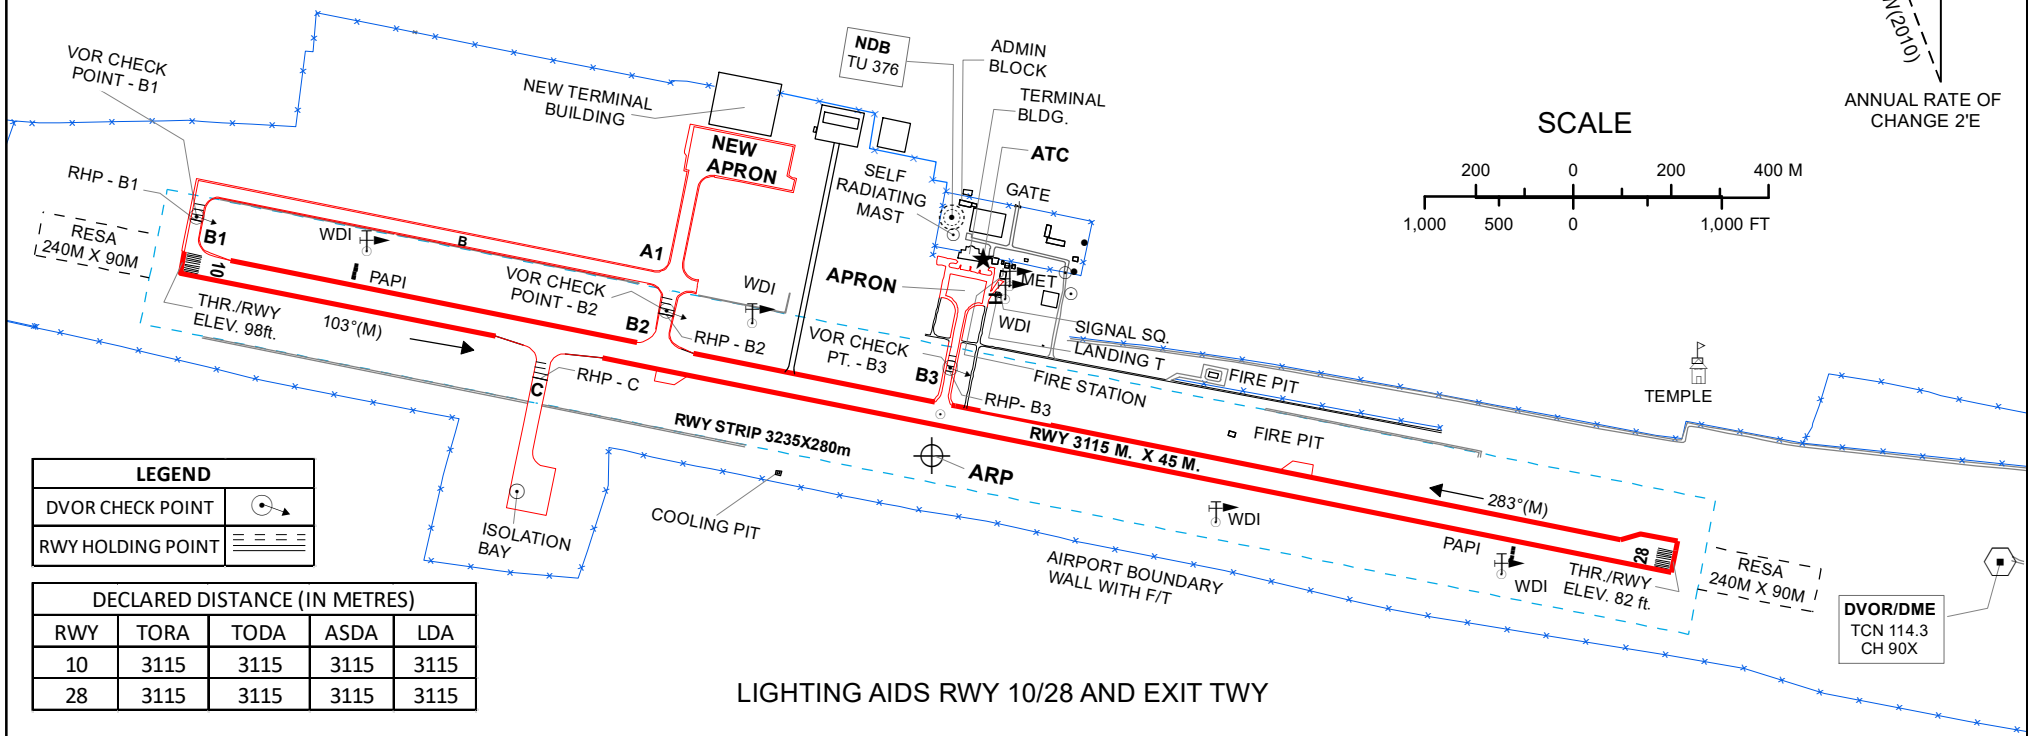 VOR CHECK
POINT - B1
RHP - B1
RESA
240M X 90M
B1
10
THR./RWY
ELEV. 98ft.
WDI
PAPI
103°(M)
B
NEW TERMINAL
BUILDING
NEW
APRON
A1
VOR CHECK
POINT - B2
B2
RHP - B2
WDI
C
RHP - C
ISOLATION
BAY
NDB
TU 376
ADMIN
BLOCK
TERMINAL
BLDG.
ATC
GATE
SELF
RADIATING
MAST
APRON
MET
WDI
SIGNAL SQ.
LANDING T
FIRE STATION
VOR CHECK
PT. - B3
B3
RHP- B3
FIRE PIT
FIRE PIT
RWY STRIP 3235X280m
RWY 3115 M. X 45 M.
ARP
COOLING PIT
AIRPORT BOUNDARY
WALL WITH F/T
WDI
283°(M)
PAPI
WDI
28
THR./RWY
ELEV. 82 ft.
RESA
240M X 90M
TEMPLE
DVOR/DME
TCN 114.3
CH 90X
SCALE
200 0 200 400 M
1,000 500 0 1,000 FT
W(2010)
ANNUAL RATE OF
CHANGE 2'E
LEGEND
DVOR CHECK POINT
RWY HOLDING POINT
DECLARED DISTANCE (IN METRES)
RWY TORA TODA ASDA LDA
10 3115 3115 3115 3115
28 3115 3115 3115 3115
LIGHTING AIDS RWY 10/28 AND EXIT TWY